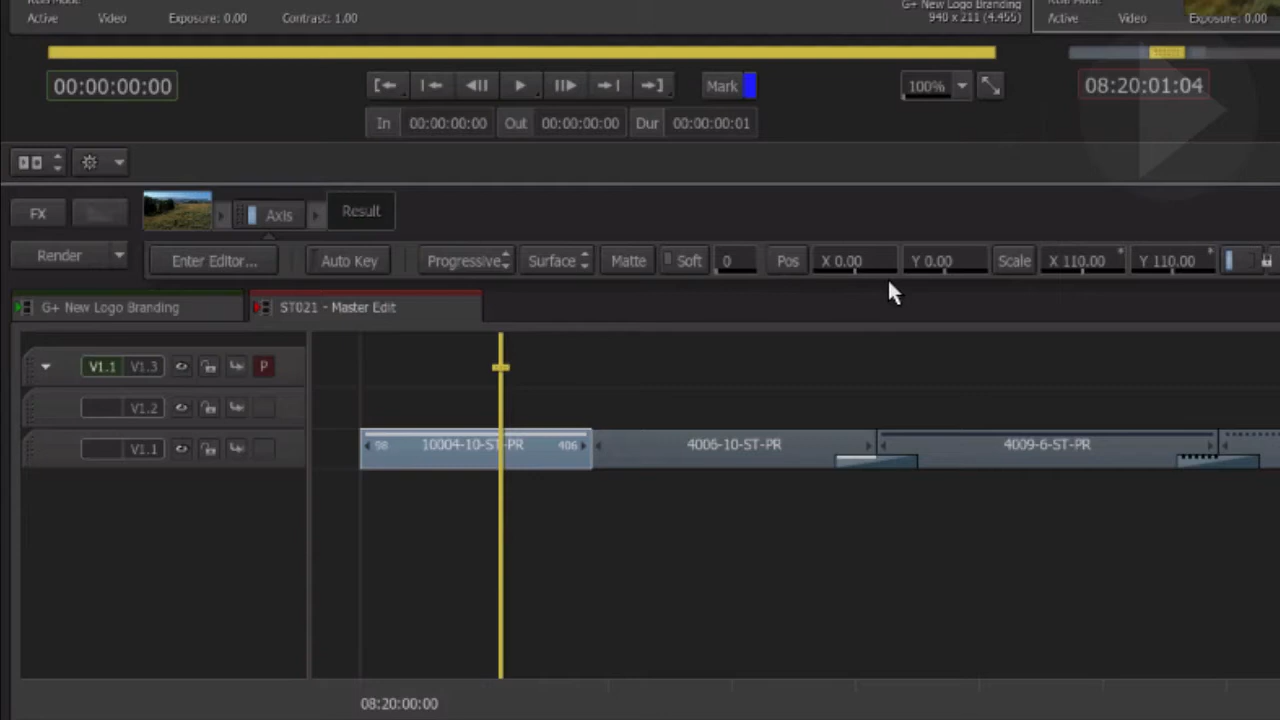 Active Video Exposure: 0.00 Contrast: 1.00
G+ New Logo Branding
940 x 211 (4.455)
Active Video Exposure: 0.00
00:00:00:00
Mark
100%
08:20:01:04
In 00:00:00:00 Out 00:00:00:00 Dur 00:00:00:01
FX
Axis
Result
Render
Enter Editor...
Auto Key
Progressive
Surface
Matte
Soft
0
Pos
X 0.00
Y 0.00
Scale
X 110.00
Y 110.00
G+ New Logo Branding
ST021 - Master Edit
V1.1 V1.3 P
V1.2
V1.1
98 10004-10-ST-PR 406
4006-10-ST-PR
4009-6-ST-PR
08:20:00:00